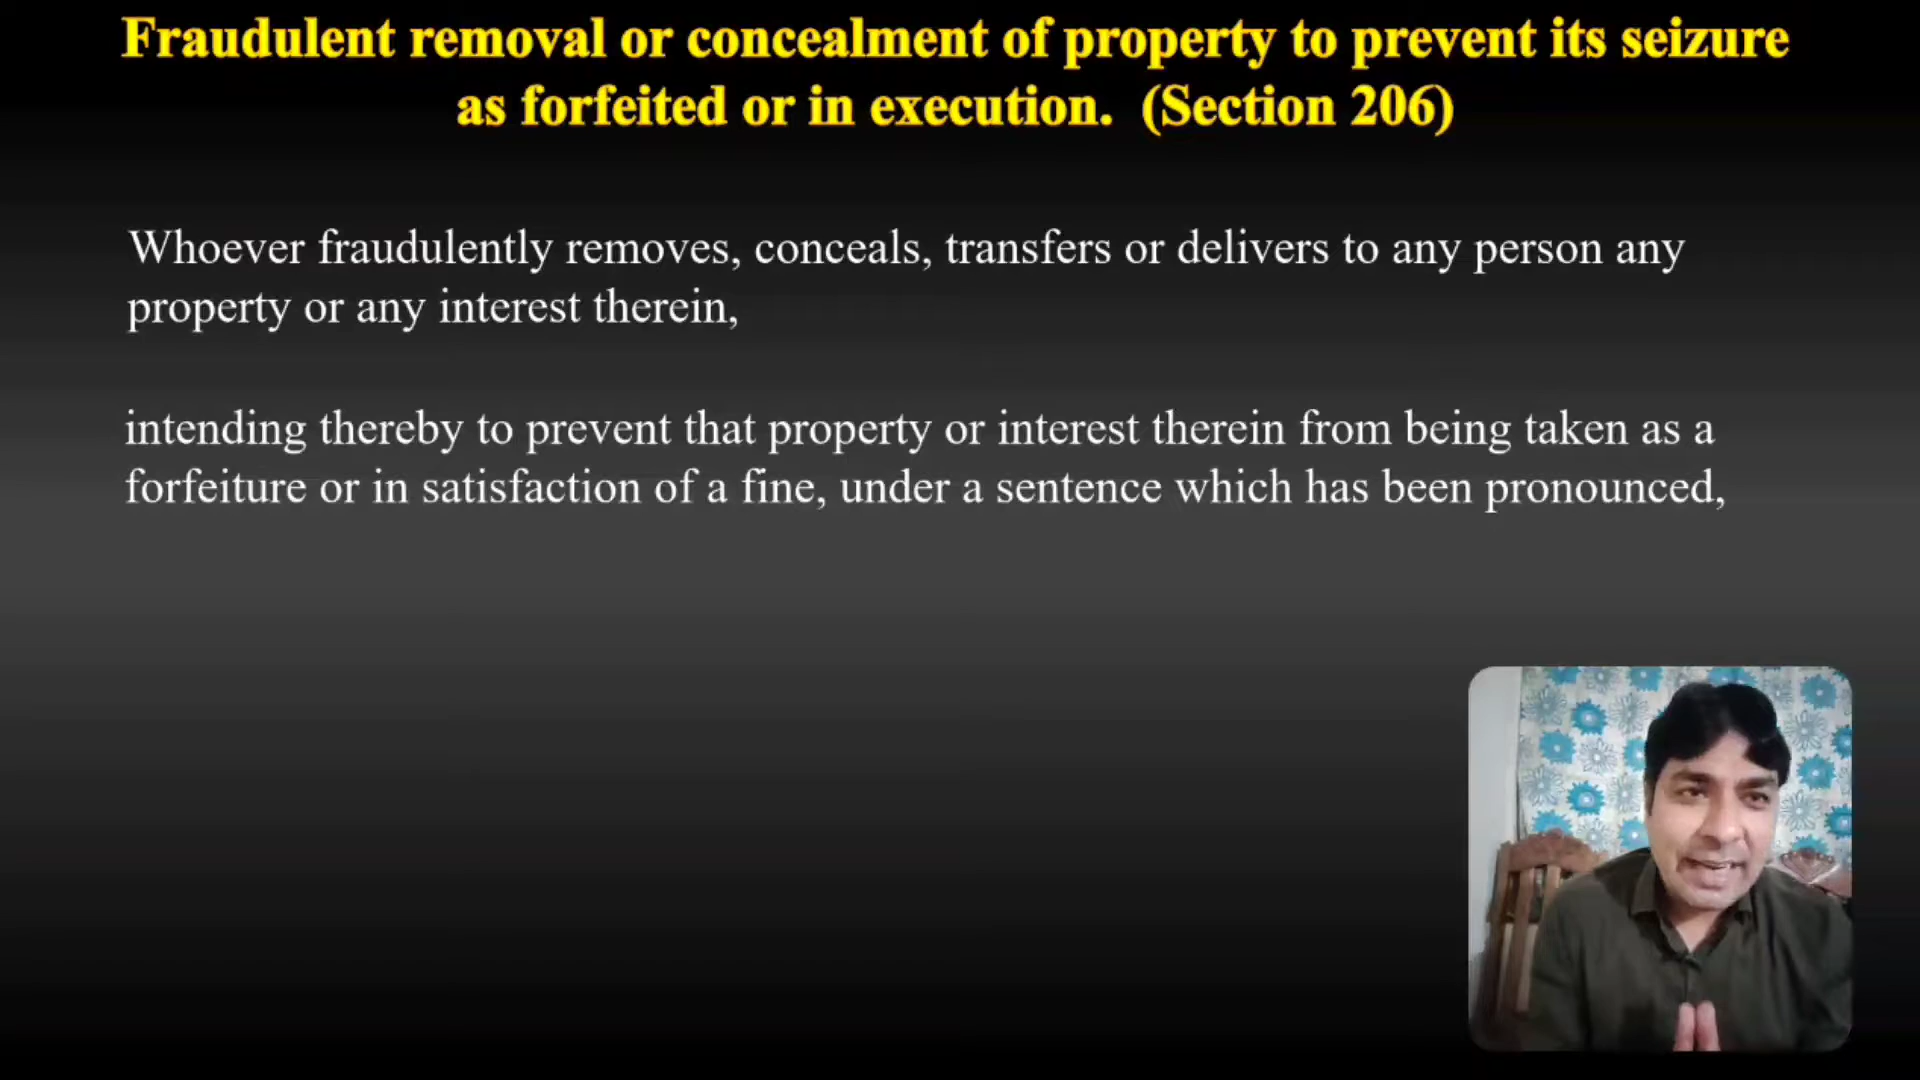 Fraudulent removal or concealment of property to prevent its seizure
as forfeited or in execution. (Section 206)
Whoever fraudulently removes, conceals, transfers or delivers to any person any
property or any interest therein,
intending thereby to prevent that property or interest therein from being taken as a
forfeiture or in satisfaction of a fine, under a sentence which has been pronounced,